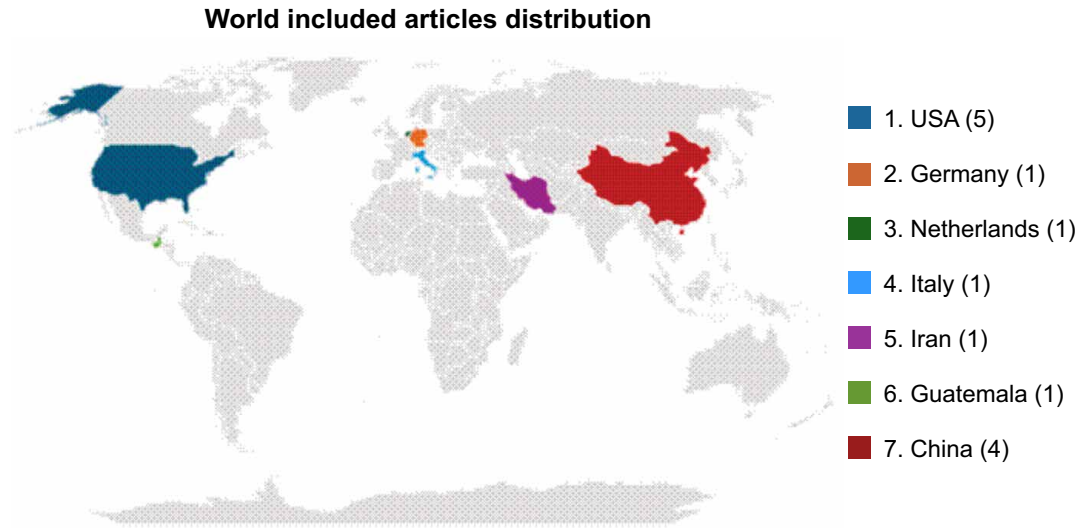 World included articles distribution
1. USA (5)
2. Germany (1)
3. Netherlands (1)
4. Italy (1)
5. Iran (1)
6. Guatemala (1)
7. China (4)